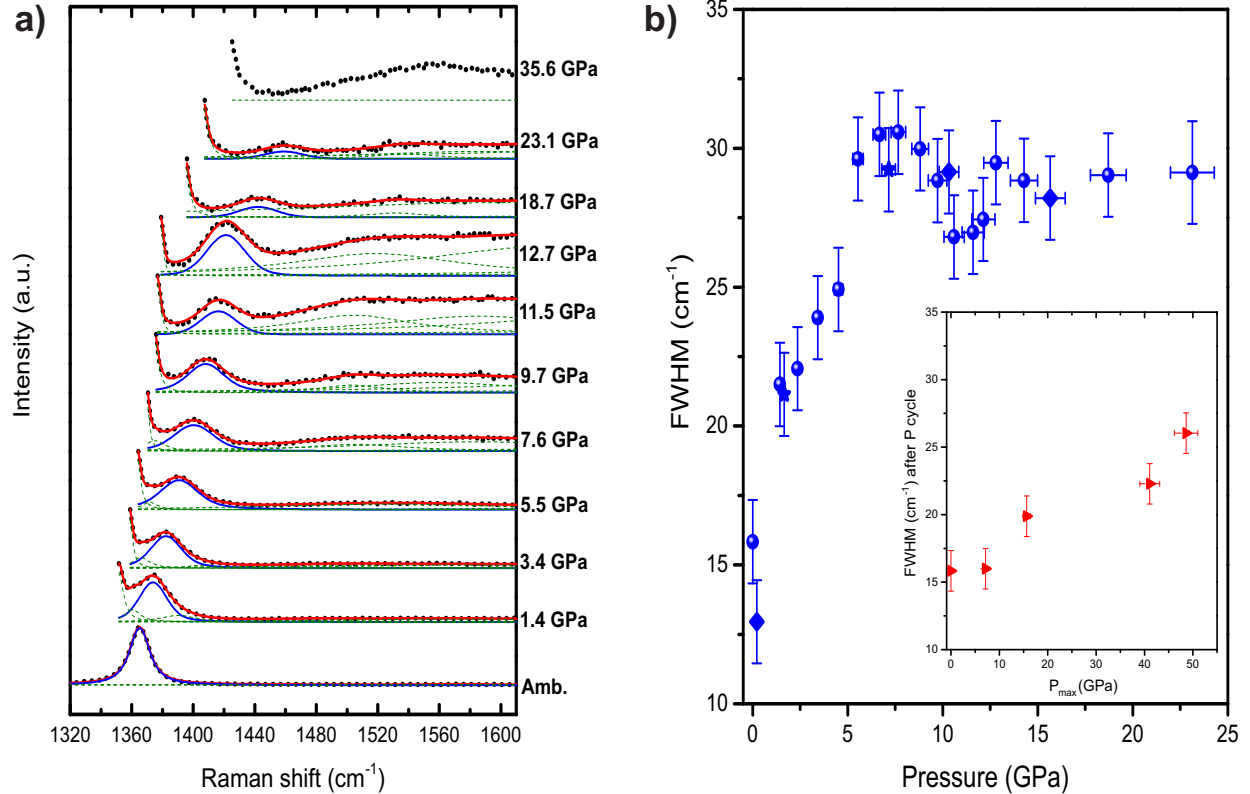 a)
35.6 GPa
23.1 GPa
18.7 GPa
12.7 GPa
11.5 GPa
9.7 GPa
7.6 GPa
5.5 GPa
3.4 GPa
1.4 GPa
Amb.
Intensity (a.u.)
1320 1360 1400 1440 1480 1520 1560 1600
Raman shift (cm⁻¹)
b)
35
30
25
20
15
10
FWHM (cm⁻¹)
0 5 10 15 20 25
Pressure (GPa)
35
30
25
20
15
10
FWHM (cm⁻¹) after P cycle
0 10 20 30 40 50
Pmax (GPa)